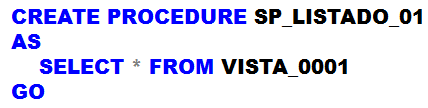 CREATE PROCEDURE SP_LISTADO_01
AS
SELECT * FROM VISTA_0001
GO